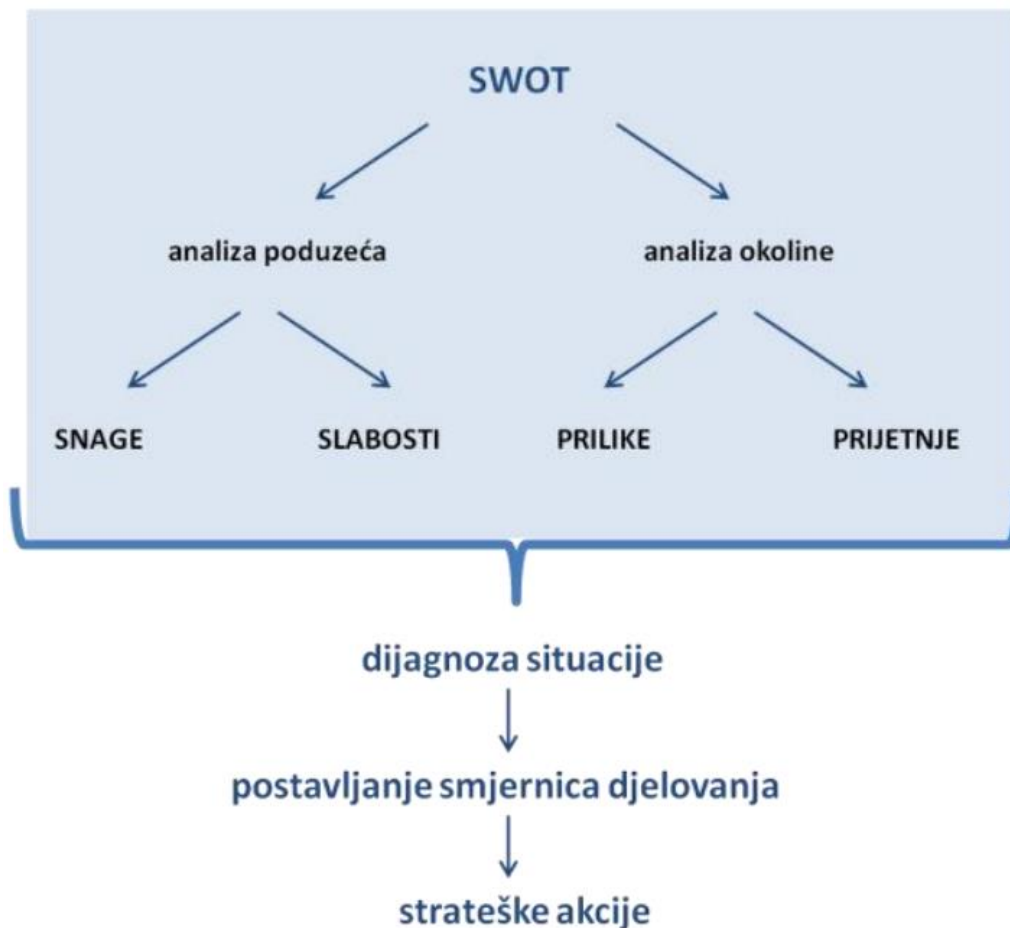 SWOT
analiza poduzeća
analiza okoline
SNAGE
SLABOSTI
PRILIKE
PRIJETNJE
dijagnoza situacije
postavljanje smjernica djelovanja
strateške akcije